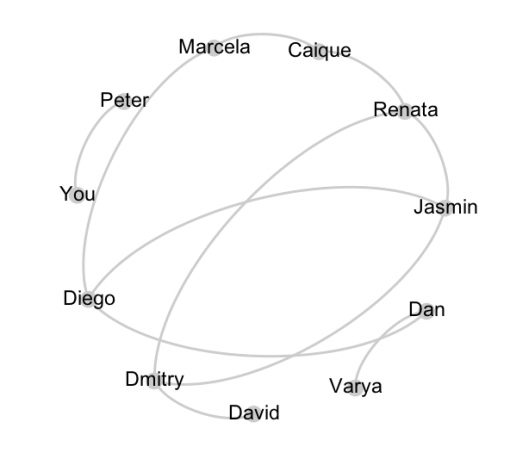 Marcela
Caique
Peter
Renata
You
Jasmin
Diego
Dan
Dmitry
Varya
David